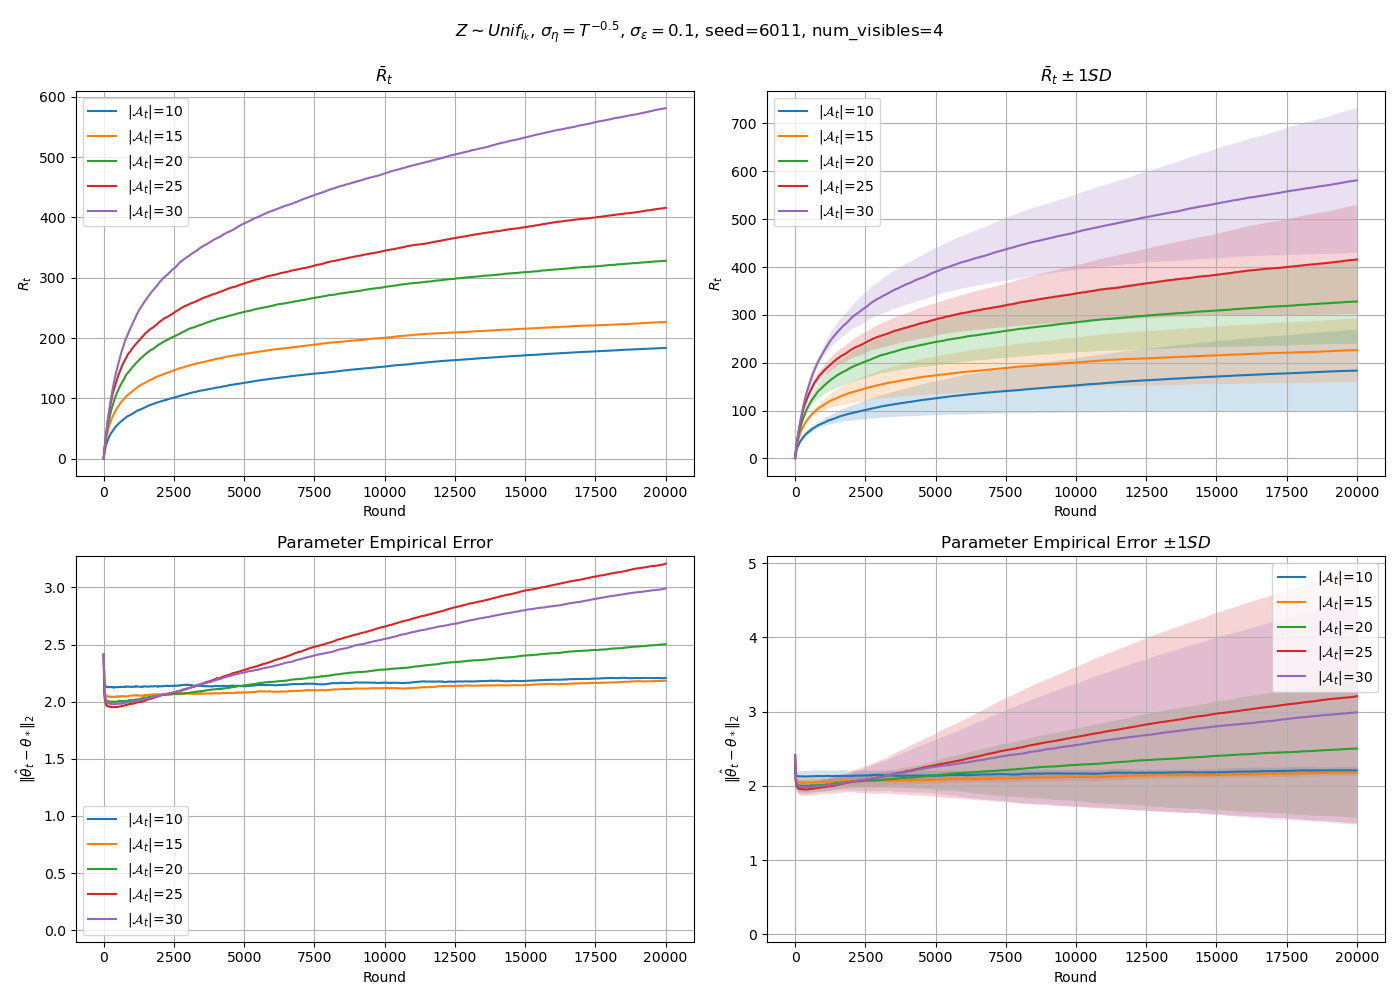 Z ~ Unif_{I_k}, σ_η = T^{-0.5}, σ_ε = 0.1, seed=6011, num_visibles=4
R̄_t
600
500
400
300
200
100
0
R_t
|𝒜_t|=10
|𝒜_t|=15
|𝒜_t|=20
|𝒜_t|=25
|𝒜_t|=30
0 2500 5000 7500 10000 12500 15000 17500 20000
Round
R̄_t ± 1SD
700
600
500
400
300
200
100
0
R_t
|𝒜_t|=10
|𝒜_t|=15
|𝒜_t|=20
|𝒜_t|=25
|𝒜_t|=30
0 2500 5000 7500 10000 12500 15000 17500 20000
Round
Parameter Empirical Error
3.0
2.5
2.0
1.5
1.0
0.5
0.0
‖θ̂_t − θ_*‖_2
|𝒜_t|=10
|𝒜_t|=15
|𝒜_t|=20
|𝒜_t|=25
|𝒜_t|=30
0 2500 5000 7500 10000 12500 15000 17500 20000
Round
Parameter Empirical Error ±1SD
5
4
3
2
1
0
‖θ̂_t − θ_*‖_2
|𝒜_t|=10
|𝒜_t|=15
|𝒜_t|=20
|𝒜_t|=25
|𝒜_t|=30
0 2500 5000 7500 10000 12500 15000 17500 20000
Round